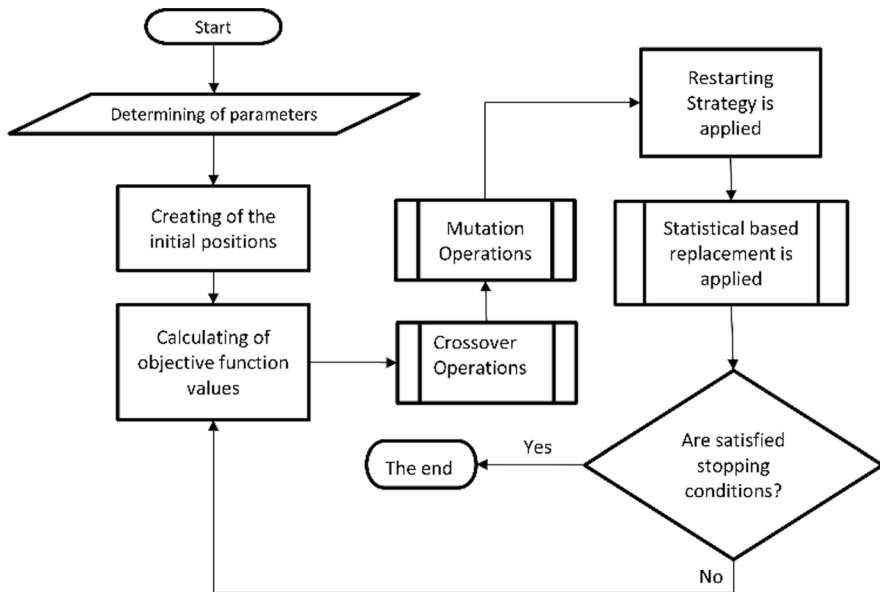 Start
Determining of parameters
Creating of the
initial positions
Calculating of
objective function
values
Crossover
Operations
Mutation
Operations
Restarting
Strategy is
applied
Statistical based
replacement is
applied
Are satisfied
stopping
conditions?
Yes
The end
No